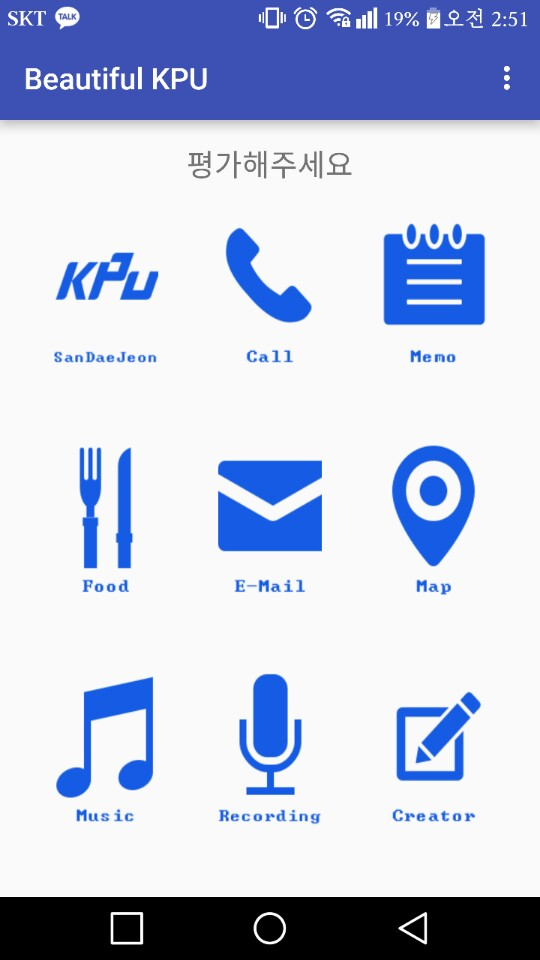 SKT TALK 19% 오전 2:51
Beautiful KPU
평가해주세요
KPU
SanDaeJeon Call Memo
Food E-Mail Map
Music Recording Creator